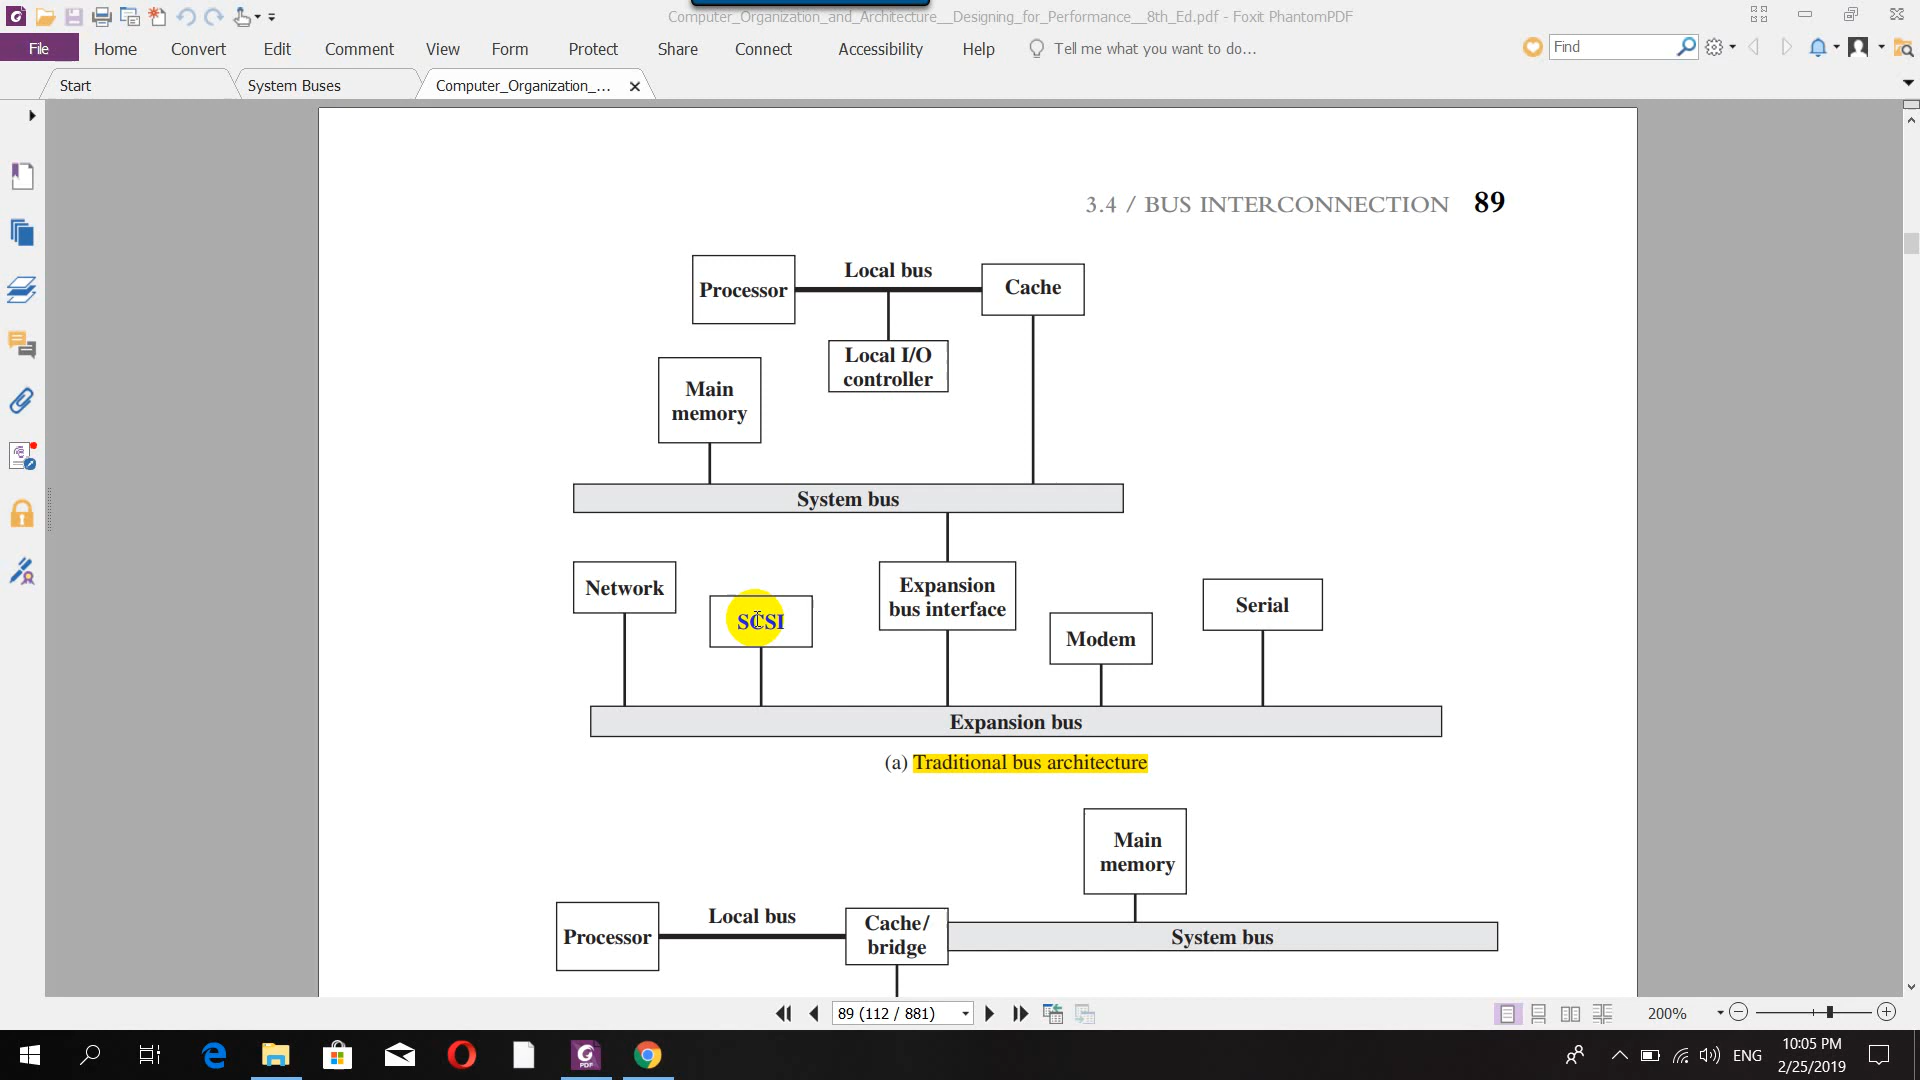 Computer_Organization_and_Architecture__Designing_for_Performance__8th_Ed.pdf - Foxit PhantomPDF
File Home Convert Edit Comment View Form Protect Share Connect Accessibility Help Tell me what you want to do... Find
Start System Buses Computer_Organization_...
3.4 / BUS INTERCONNECTION 89
Processor
Local bus
Cache
Local I/O
controller
Main
memory
System bus
Network
SCSI
Expansion
bus interface
Modem
Serial
Expansion bus
(a) Traditional bus architecture
Main
memory
Processor
Local bus
Cache/
bridge
System bus
89 (112 / 881) 200%
PDF
ENG
10:05 PM
2/25/2019